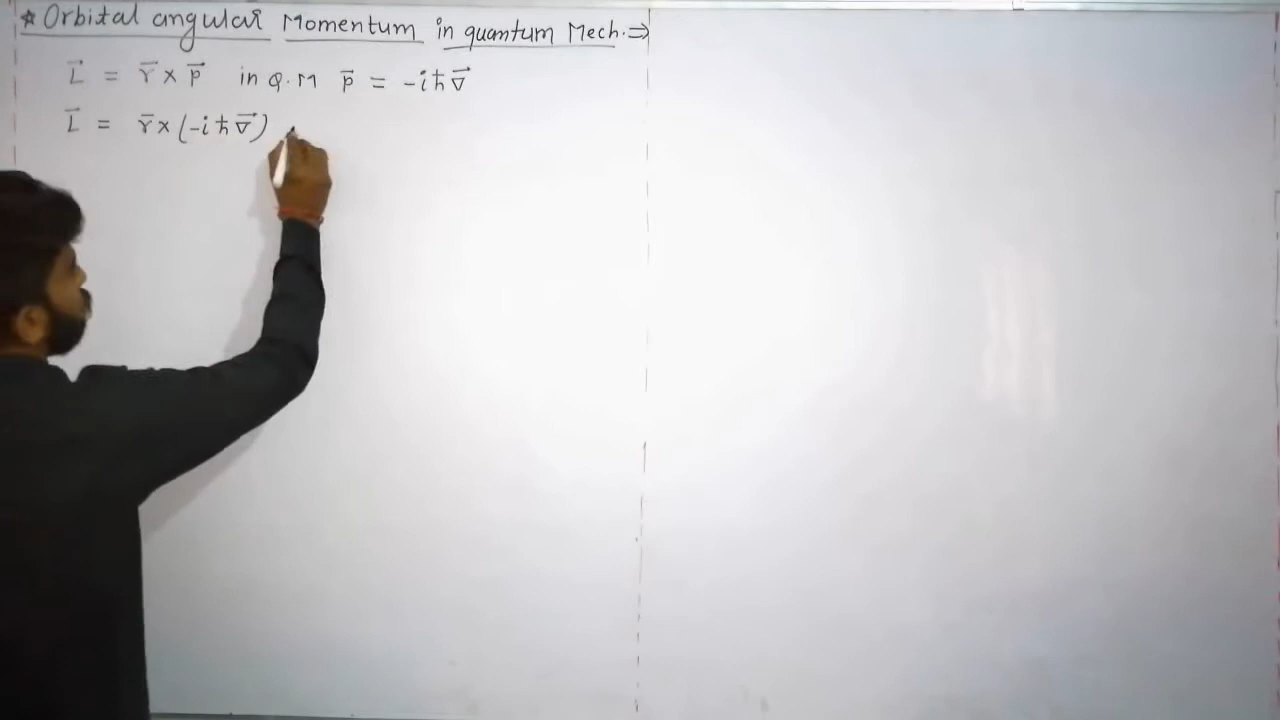 * Orbital angular Momentum in quantum Mech. ⇒
L⃗ = r⃗ × p⃗ in Q.M p⃗ = -iħ∇⃗
L⃗ = r⃗ × (-iħ∇⃗)